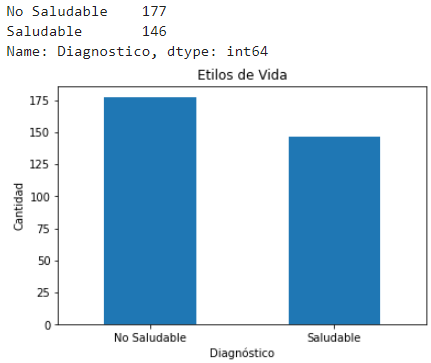 No Saludable    177
Saludable       146
Name: Diagnostico, dtype: int64
Etilos de Vida
175
150
125
100
75
50
25
0
Cantidad
No Saludable
Saludable
Diagnóstico